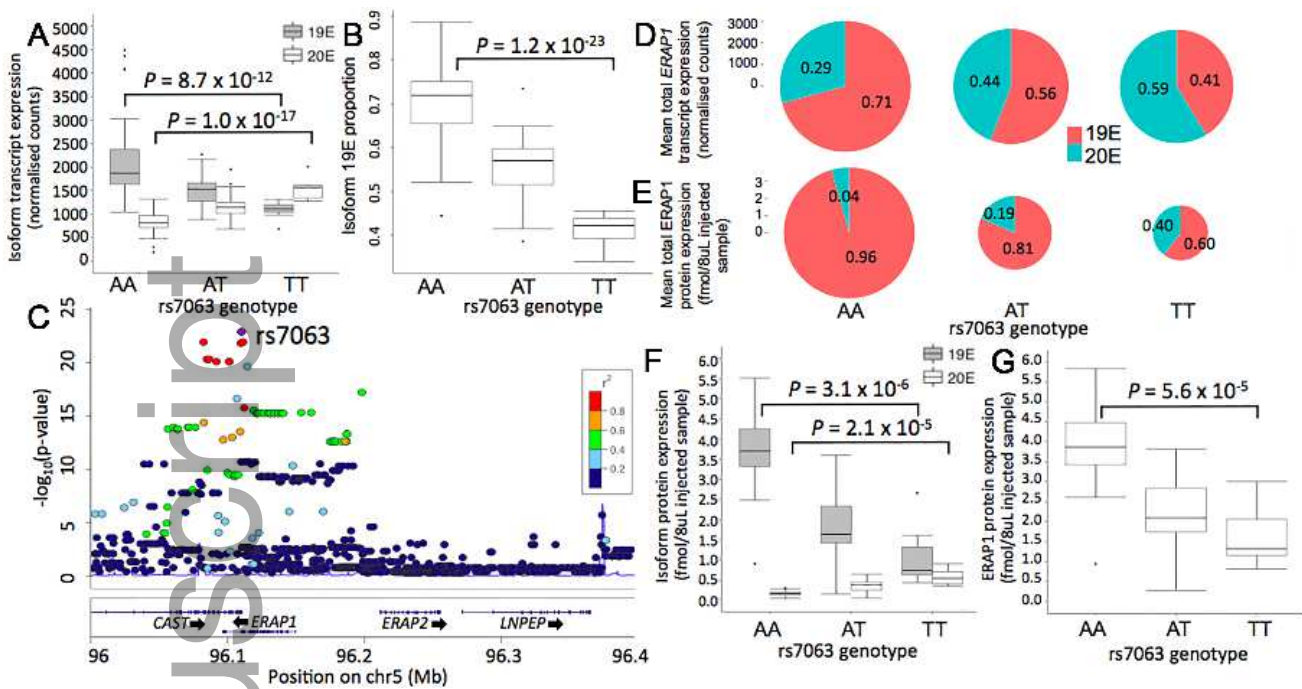 A
Isoform transcript expression
(normalised counts)
5000
4500
4000
3500
3000
2500
2000
1500
1000
500
0
19E
20E
P = 8.7 x 10-12
P = 1.0 x 10-17
AA
AT
TT
rs7063 genotype
B
Isoform 19E proportion
0.9
0.8
0.7
0.6
0.5
0.4
P = 1.2 x 10-23
AA
AT
TT
rs7063 genotype
D
Mean total ERAP1
transcript expression
(normalised counts)
3000
2000
1000
0
0.29
0.71
0.44
0.56
0.59
0.41
19E
20E
E
Mean total ERAP1
protein expression
(fmol/8uL injected
sample)
3
2
1
0
0.04
0.96
0.19
0.81
0.40
0.60
AA
AT
TT
rs7063 genotype
C
-log10(p-value)
25
20
15
10
5
0
rs7063
r2
0.8
0.6
0.4
0.2
CAST
ERAP1
ERAP2
LNPEP
96
96.1
96.2
96.3
96.4
Position on chr5 (Mb)
F
Isoform protein expression
(fmol/8uL injected sample)
6.0
5.5
5.0
4.5
4.0
3.5
3.0
2.5
2.0
1.5
1.0
0.5
0.0
19E
20E
P = 3.1 x 10-6
P = 2.1 x 10-5
AA
AT
TT
rs7063 genotype
G
ERAP1 protein expression
(fmol/8uL injected sample)
6.0
5.5
5.0
4.5
4.0
3.5
3.0
2.5
2.0
1.5
1.0
0.5
0.0
P = 5.6 x 10-5
AA
AT
TT
rs7063 genotype
uscript